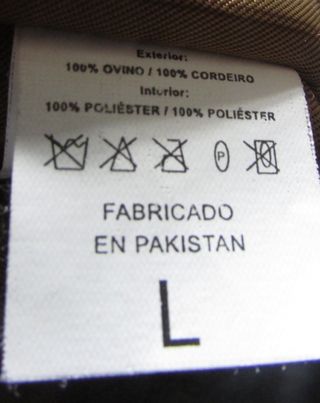 Exterior:
100% OVINO / 100% CORDEIRO
Interior:
100% POLIÉSTER / 100% POLIÉSTER
P
FABRICADO
EN PAKISTAN
L